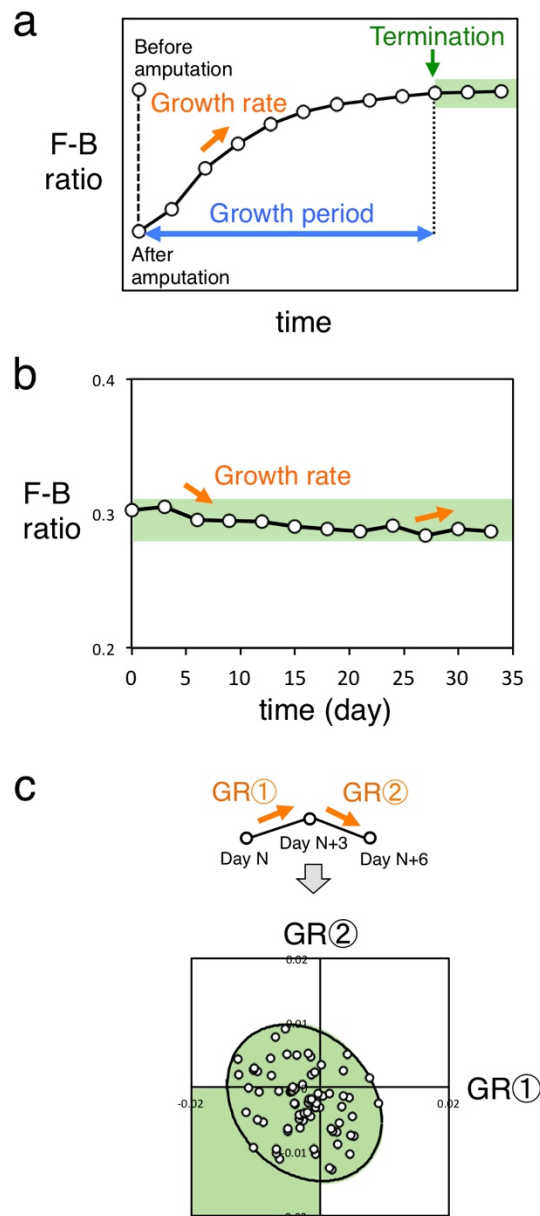 a
Before
amputation
Growth rate
Termination
F-B
ratio
Growth period
After
amputation
time
b
0.4
F-B
ratio
Growth rate
0.3
0.2
0 5 10 15 20 25 30 35
time (day)
c
GR① GR②
Day N Day N+3 Day N+6
GR②
0.02
0.01
-0.02 0.0 0.02
GR①
-0.01